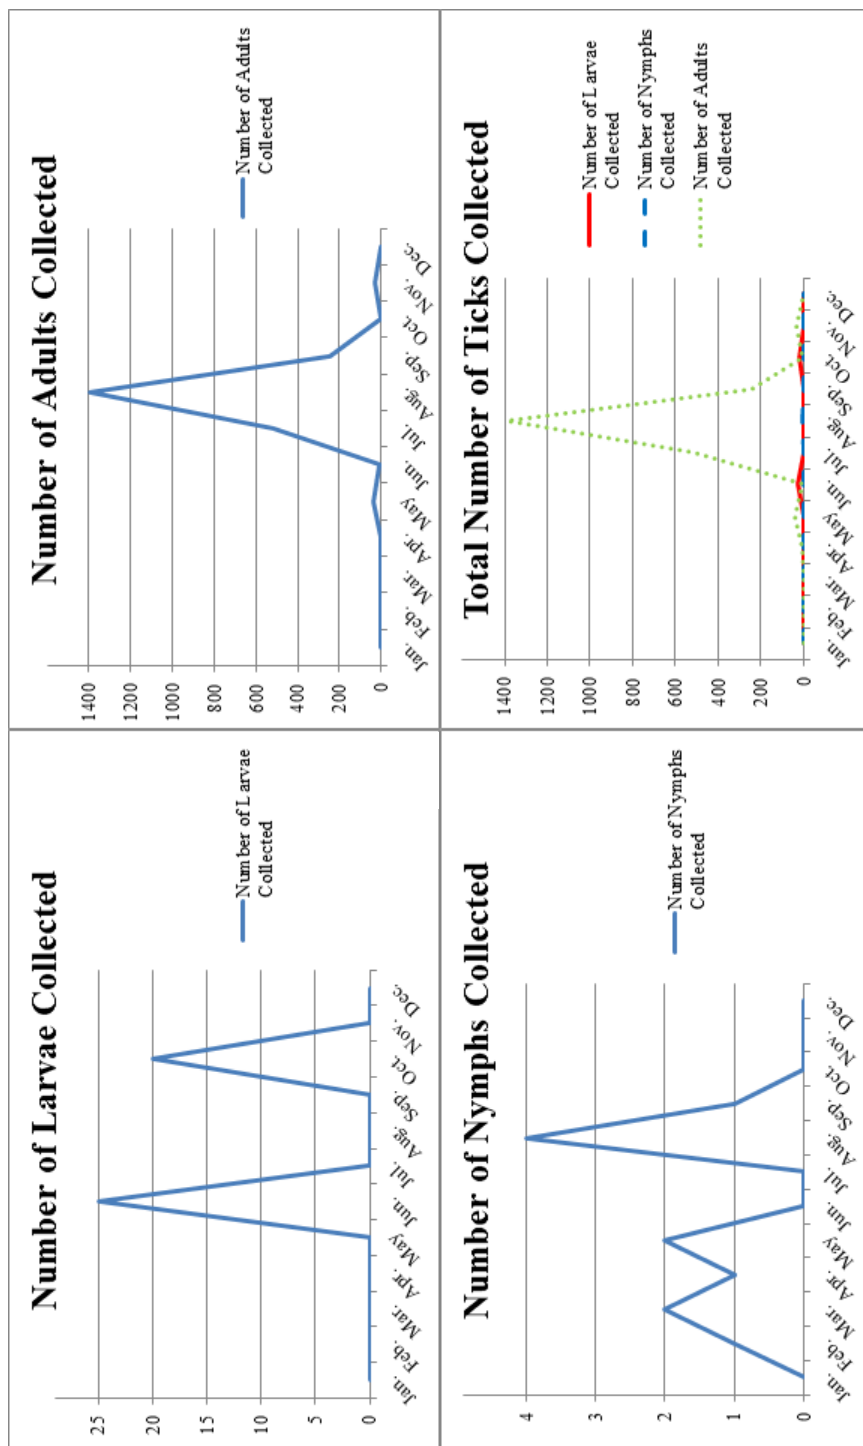 Number of Larvae Collected
25
20
15
10
5
0
Jan.
Feb.
Mar.
Apr.
May
Jun.
Jul.
Aug.
Sep.
Oct
Nov.
Dec.
Number of Larvae
Collected
Number of Adults Collected
1400
1200
1000
800
600
400
200
0
Jan.
Feb.
Mar.
Apr.
May
Jun.
Jul.
Aug.
Sep.
Oct
Nov.
Dec.
Number of Adults
Collected
Number of Nymphs Collected
4
3
2
1
0
Jan.
Feb.
Mar.
Apr.
May
Jun.
Jul.
Aug.
Sep.
Oct
Nov.
Dec.
Number of Nymphs
Collected
Total Number of Ticks Collected
1400
1200
1000
800
600
400
200
0
Jan.
Feb.
Mar.
Apr.
May
Jun.
Jul.
Aug.
Sep.
Oct
Nov.
Dec.
Number of Larvae
Collected
Number of Nymphs
Collected
Number of Adults
Collected